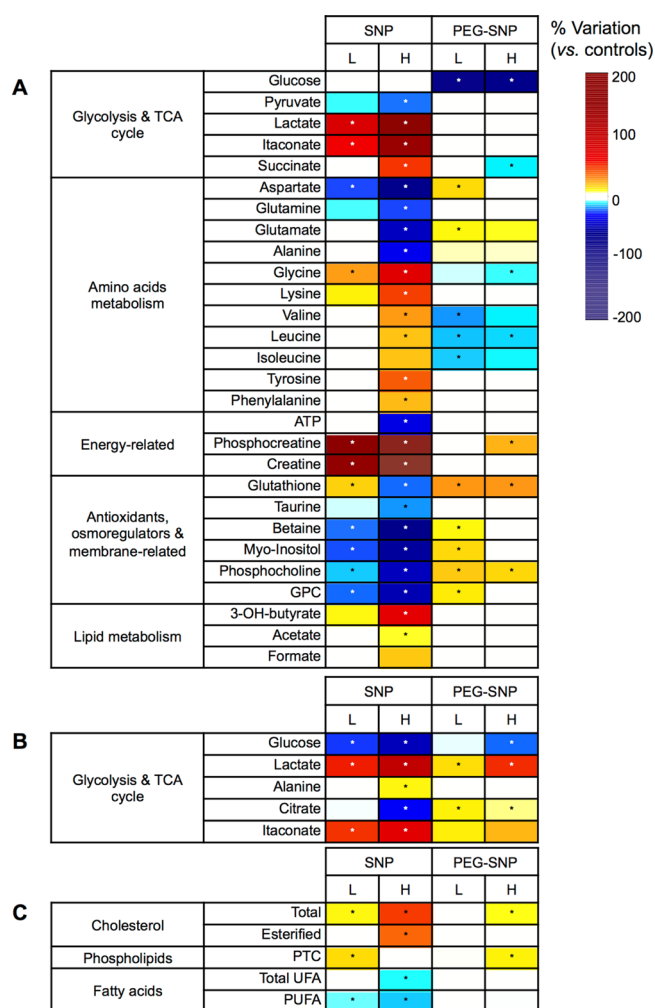 SNP PEG-SNP % Variation
(vs. controls)
L H L H
A
Glycolysis & TCA
cycle
Glucose * *
Pyruvate *
Lactate * *
Itaconate * *
Succinate * *
Amino acids
metabolism
Aspartate * * *
Glutamine *
Glutamate * *
Alanine *
Glycine * * *
Lysine *
Valine * *
Leucine * * *
Isoleucine *
Tyrosine *
Phenylalanine *
Energy-related
ATP *
Phosphocreatine * * *
Creatine * *
Antioxidants,
osmoregulators &
membrane-related
Glutathione * * * *
Taurine *
Betaine * * *
Myo-Inositol * * *
Phosphocholine * * * *
GPC * * *
Lipid metabolism
3-OH-butyrate *
Acetate *
Formate
200
100
0
-100
-200
SNP PEG-SNP
L H L H
B
Glycolysis & TCA
cycle
Glucose * * *
Lactate * * * *
Alanine *
Citrate * * *
Itaconate * *
SNP PEG-SNP
L H L H
C
Cholesterol
Total * * *
Esterified *
Phospholipids PTC * *
Fatty acids
Total UFA *
PUFA *